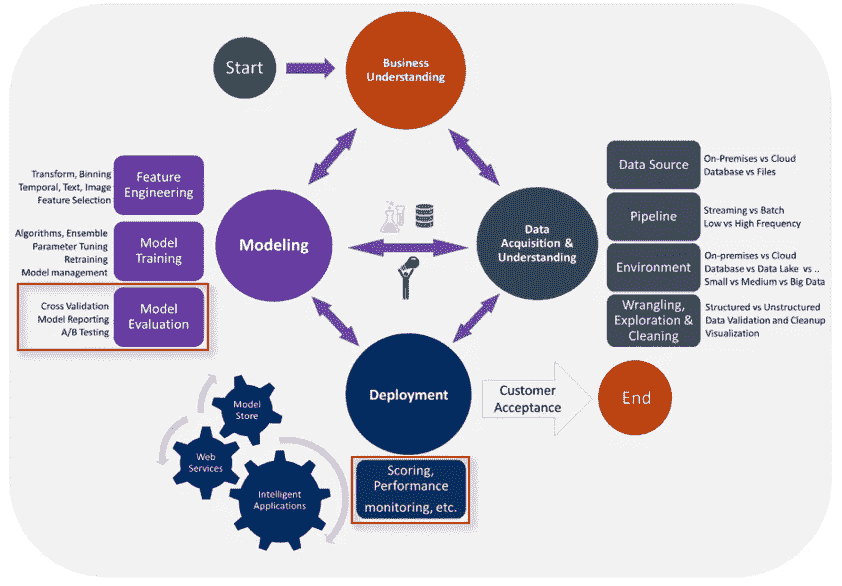 Start
Business
Understanding
Transform, Binning
Temporal, Text, Image
Feature Selection
Feature
Engineering
Algorithms, Ensemble
Parameter Tuning
Retraining
Model management
Model
Training
Cross Validation
Model Reporting
A/B Testing
Model
Evaluation
Modeling
Data
Acquisition &
Understanding
Data Source
On-Premises vs Cloud
Database vs Files
Pipeline
Streaming vs Batch
Low vs High Frequency
Environment
On-premises vs Cloud
Database vs Data Lake vs ..
Small vs Medium vs Big Data
Wrangling,
Exploration &
Cleaning
Structured vs Unstructured
Data Validation and Cleanup
Visualization
Deployment
Customer
Acceptance
End
Model
Store
Web
Services
Intelligent
Applications
Scoring,
Performance
monitoring, etc.